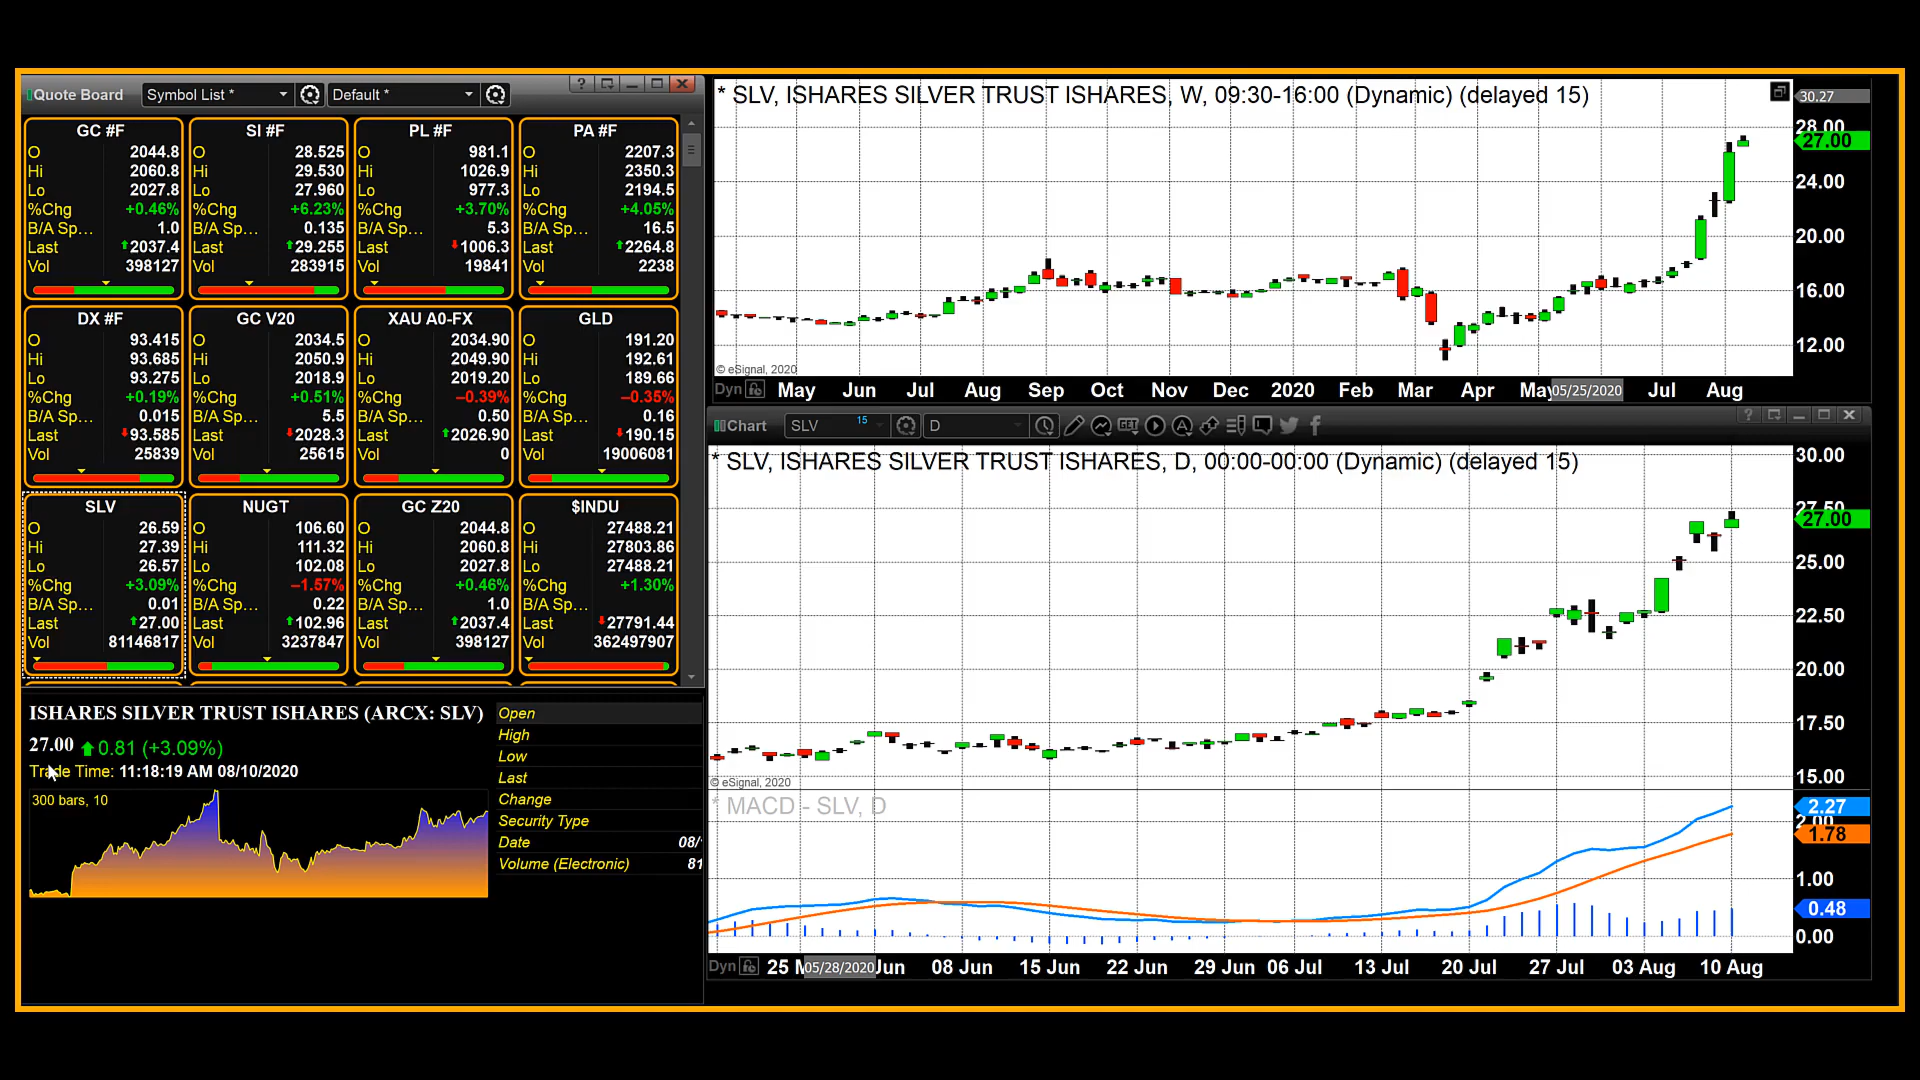 Quote Board
Symbol List *
Default *
?
GC #F
O 2044.8
Hi 2060.8
Lo 2027.8
%Chg +0.46%
B/A Sp... 1.0
Last 2037.4
Vol 398127
SI #F
O 28.525
Hi 29.530
Lo 27.960
%Chg +6.23%
B/A Sp... 0.135
Last 29.255
Vol 283915
PL #F
O 981.1
Hi 1026.9
Lo 977.3
%Chg +3.70%
B/A Sp... 5.3
Last 1006.3
Vol 19841
PA #F
O 2207.3
Hi 2350.3
Lo 2194.5
%Chg +4.05%
B/A Sp... 16.5
Last 2264.8
Vol 2238
DX #F
O 93.415
Hi 93.685
Lo 93.275
%Chg +0.19%
B/A Sp... 0.015
Last 93.585
Vol 25839
GC V20
O 2034.5
Hi 2050.9
Lo 2018.9
%Chg +0.51%
B/A Sp... 5.5
Last 2028.3
Vol 25615
XAU A0-FX
O 2034.90
Hi 2049.90
Lo 2019.20
%Chg –0.39%
B/A Sp... 0.50
Last 2026.90
Vol 0
GLD
O 191.20
Hi 192.61
Lo 189.66
%Chg –0.35%
B/A Sp... 0.16
Last 190.15
Vol 19006081
SLV
O 26.59
Hi 27.39
Lo 26.57
%Chg +3.09%
B/A Sp... 0.01
Last 27.00
Vol 81146817
NUGT
O 106.60
Hi 111.32
Lo 102.08
%Chg –1.57%
B/A Sp... 0.22
Last 102.96
Vol 3237847
GC Z20
O 2044.8
Hi 2060.8
Lo 2027.8
%Chg +0.46%
B/A Sp... 1.0
Last 2037.4
Vol 398127
$INDU
O 27488.21
Hi 27803.86
Lo 27488.21
%Chg +1.30%
B/A Sp...
Last 27791.44
Vol 362497907
ISHARES SILVER TRUST ISHARES (ARCX: SLV)
27.00 0.81 (+3.09%)
Trade Time: 11:18:19 AM 08/10/2020
300 bars, 10
Open
High
Low
Last
Change
Security Type
Date 08/
Volume (Electronic) 81
* SLV, ISHARES SILVER TRUST ISHARES, W, 09:30-16:00 (Dynamic) (delayed 15)
30.27
28.00
27.00
24.00
20.00
16.00
12.00
© eSignal, 2020
Dyn May Jun Jul Aug Sep Oct Nov Dec 2020 Feb Mar Apr May 05/25/2020 Jul Aug
Chart SLV 15 D GET A ?
* SLV, ISHARES SILVER TRUST ISHARES, D, 00:00-00:00 (Dynamic) (delayed 15)
30.00
27.50
27.00
25.00
22.50
20.00
17.50
15.00
© eSignal, 2020
* MACD - SLV, D
2.27
2.00
1.78
1.00
0.48
0.00
Dyn 25 M 05/28/2020 Jun 08 Jun 15 Jun 22 Jun 29 Jun 06 Jul 13 Jul 20 Jul 27 Jul 03 Aug 10 Aug